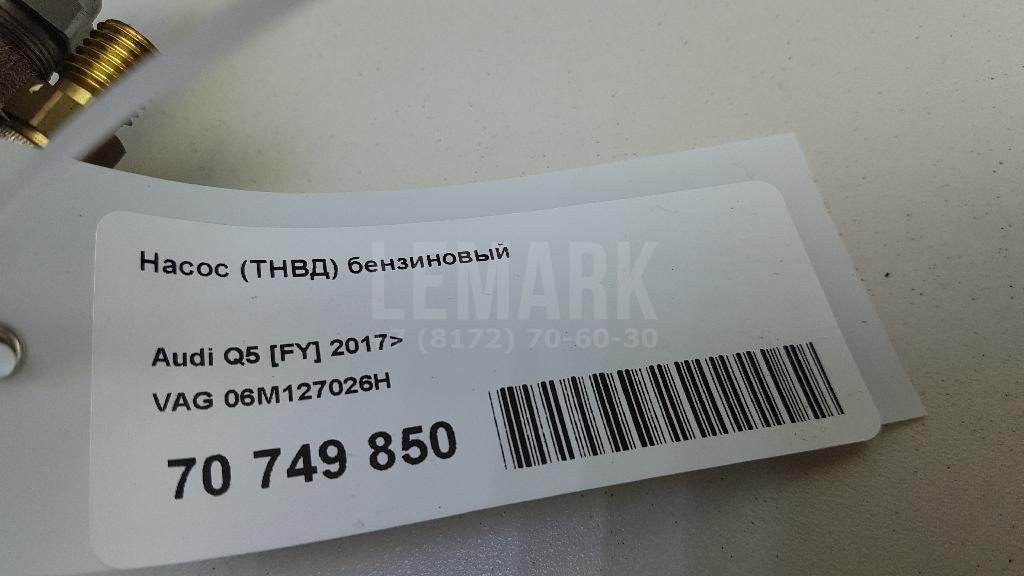 Насос (ТНВД) бензиновый
LEMARK
+7 (8172) 70-60-30
Audi Q5 [FY] 2017>
VAG 06M127026H
70 749 850